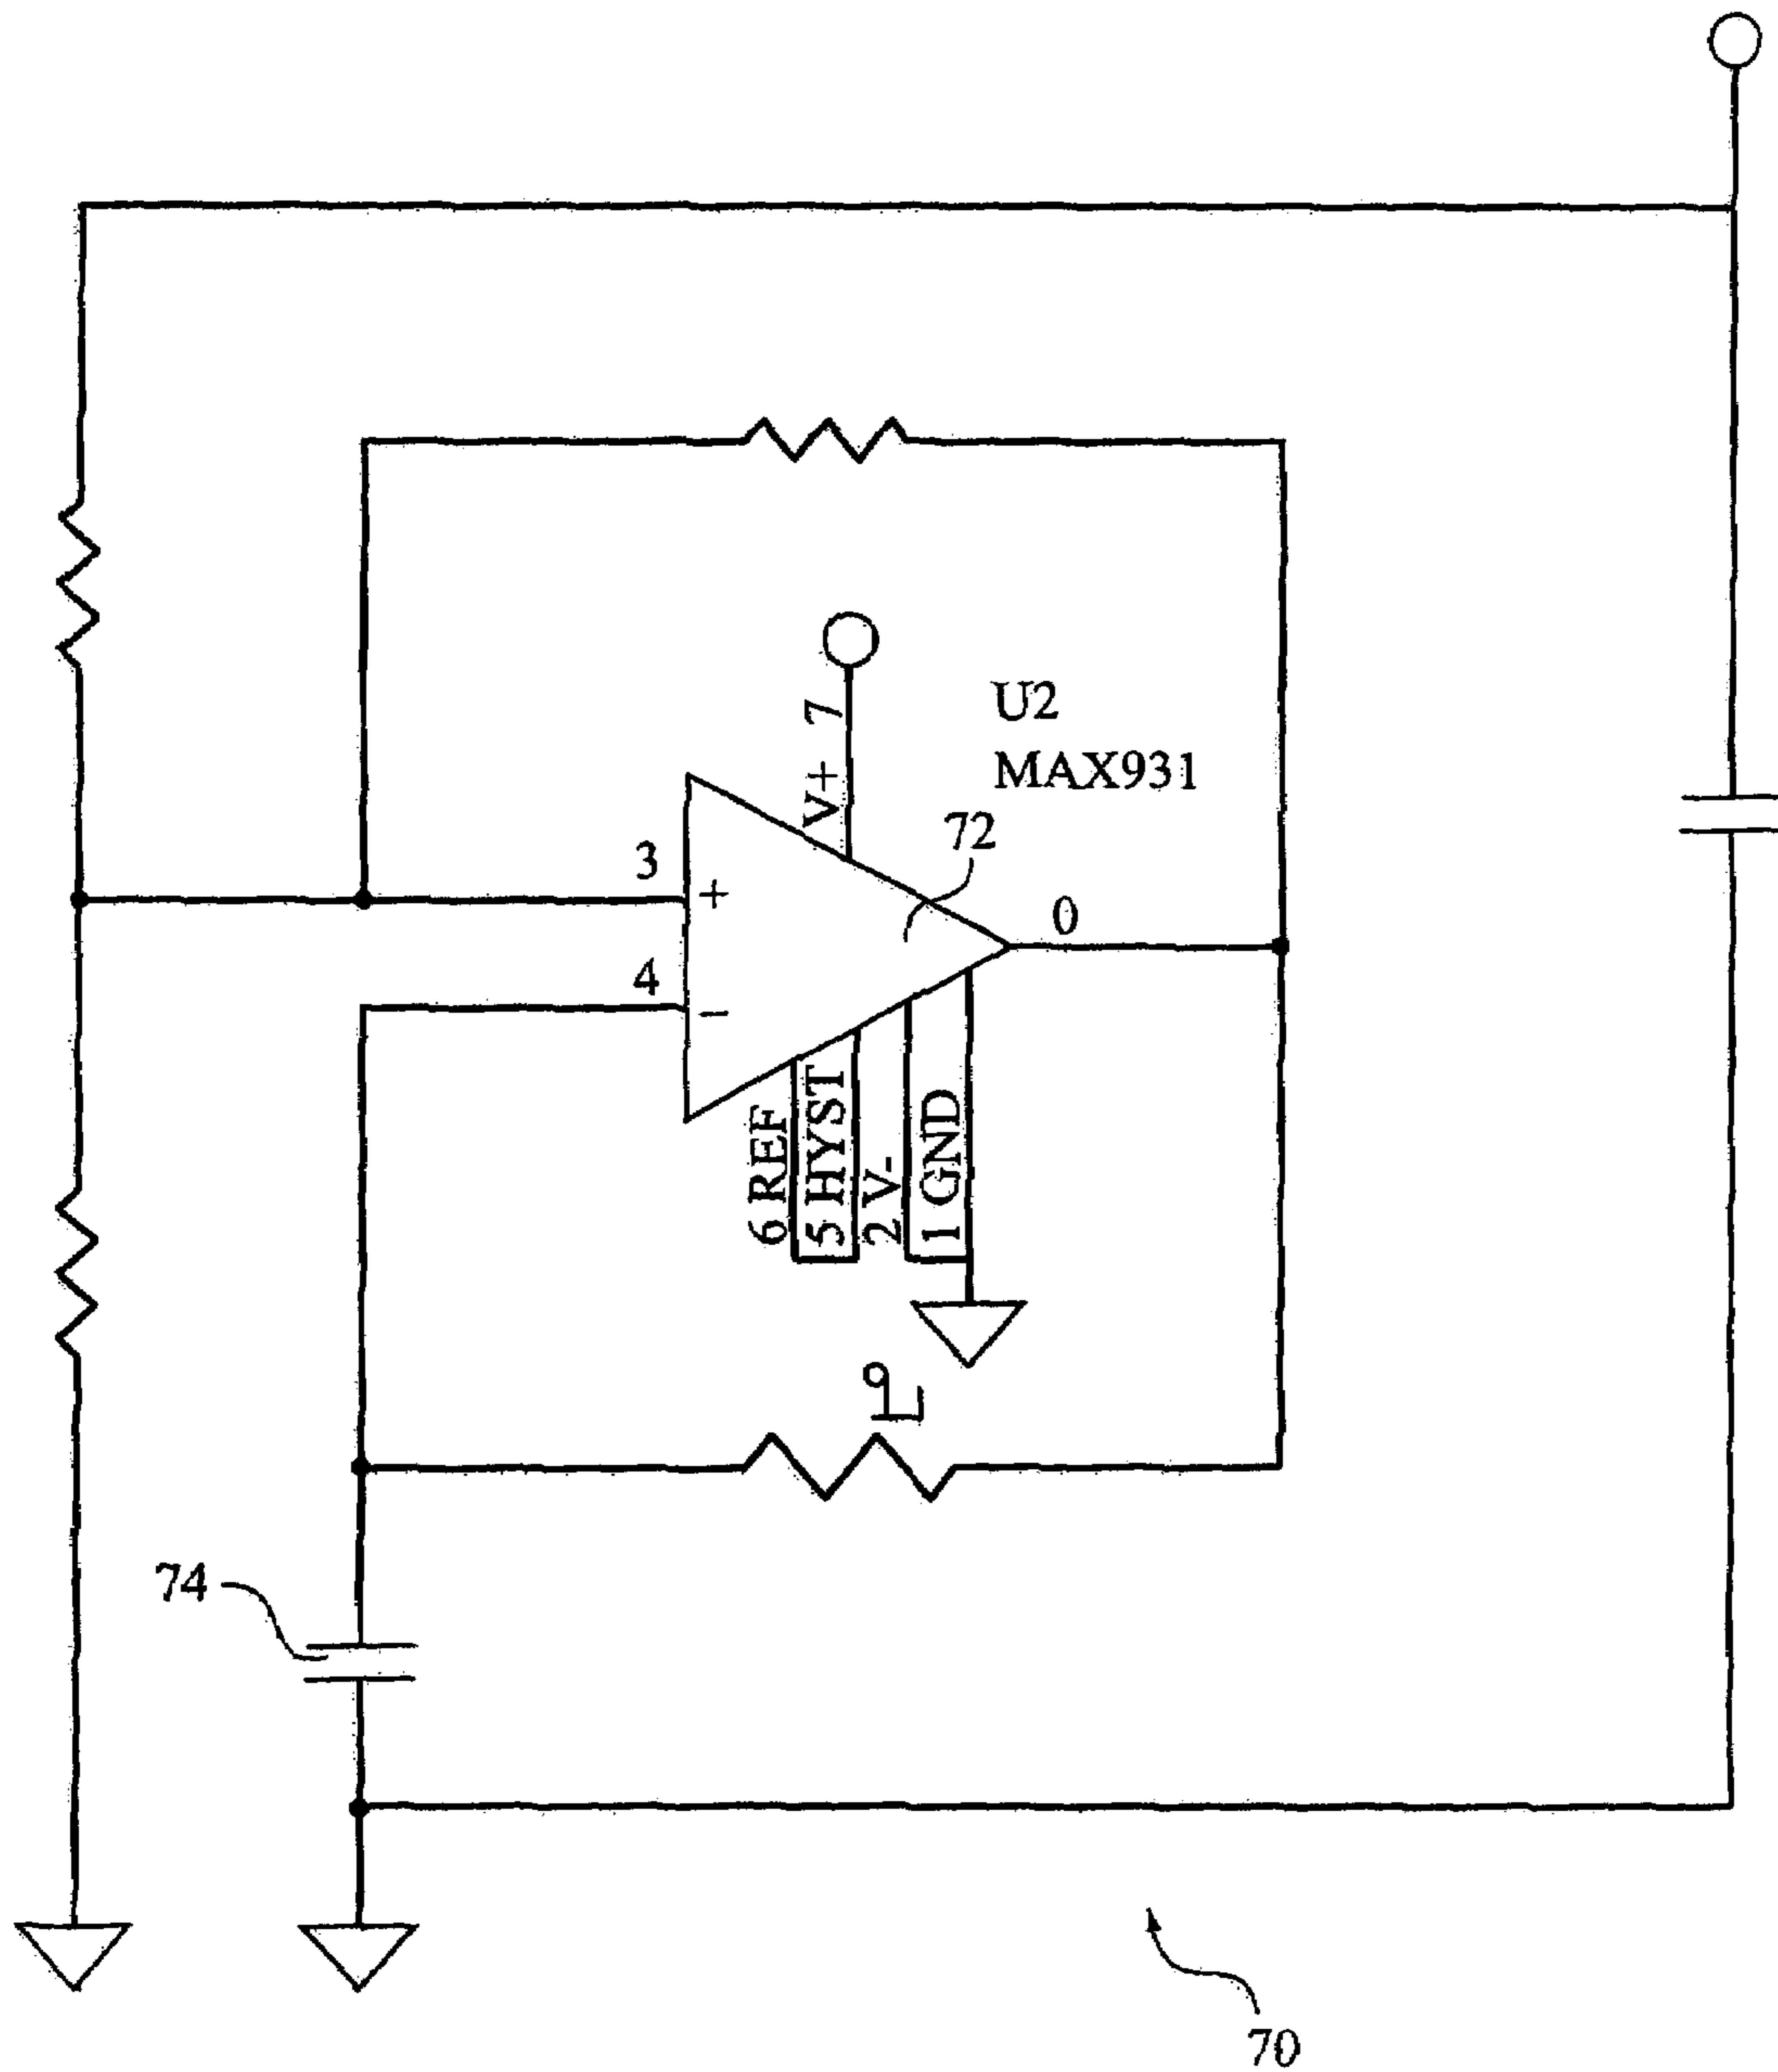 V+ 7
U2
MAX931
72
3
+
0
4
-
6 REF
5 HYST
2 V-
1 GND
74
70